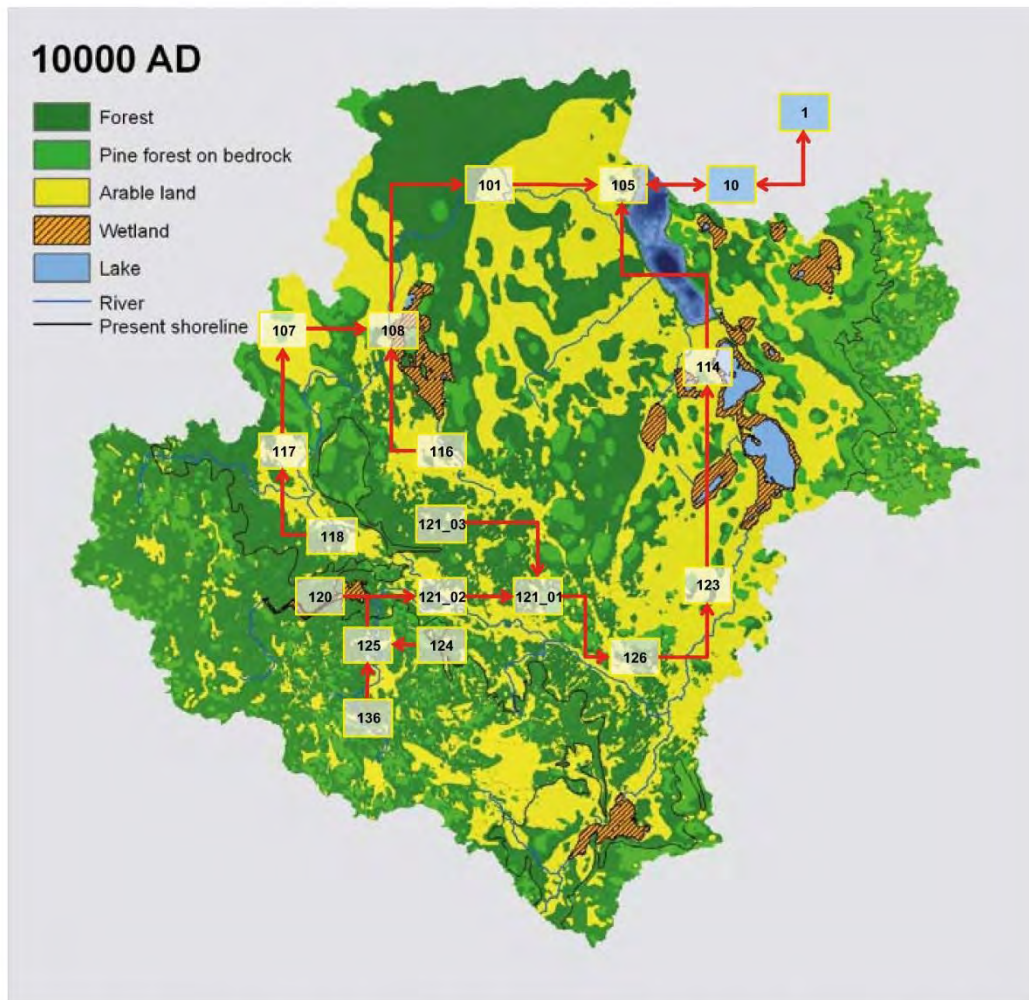 10000 AD
Forest
Pine forest on bedrock
Arable land
Wetland
Lake
River
Present shoreline
1
101
105
10
107
108
114
117
116
121_03
118
123
120
121_02
121_01
125
124
126
136